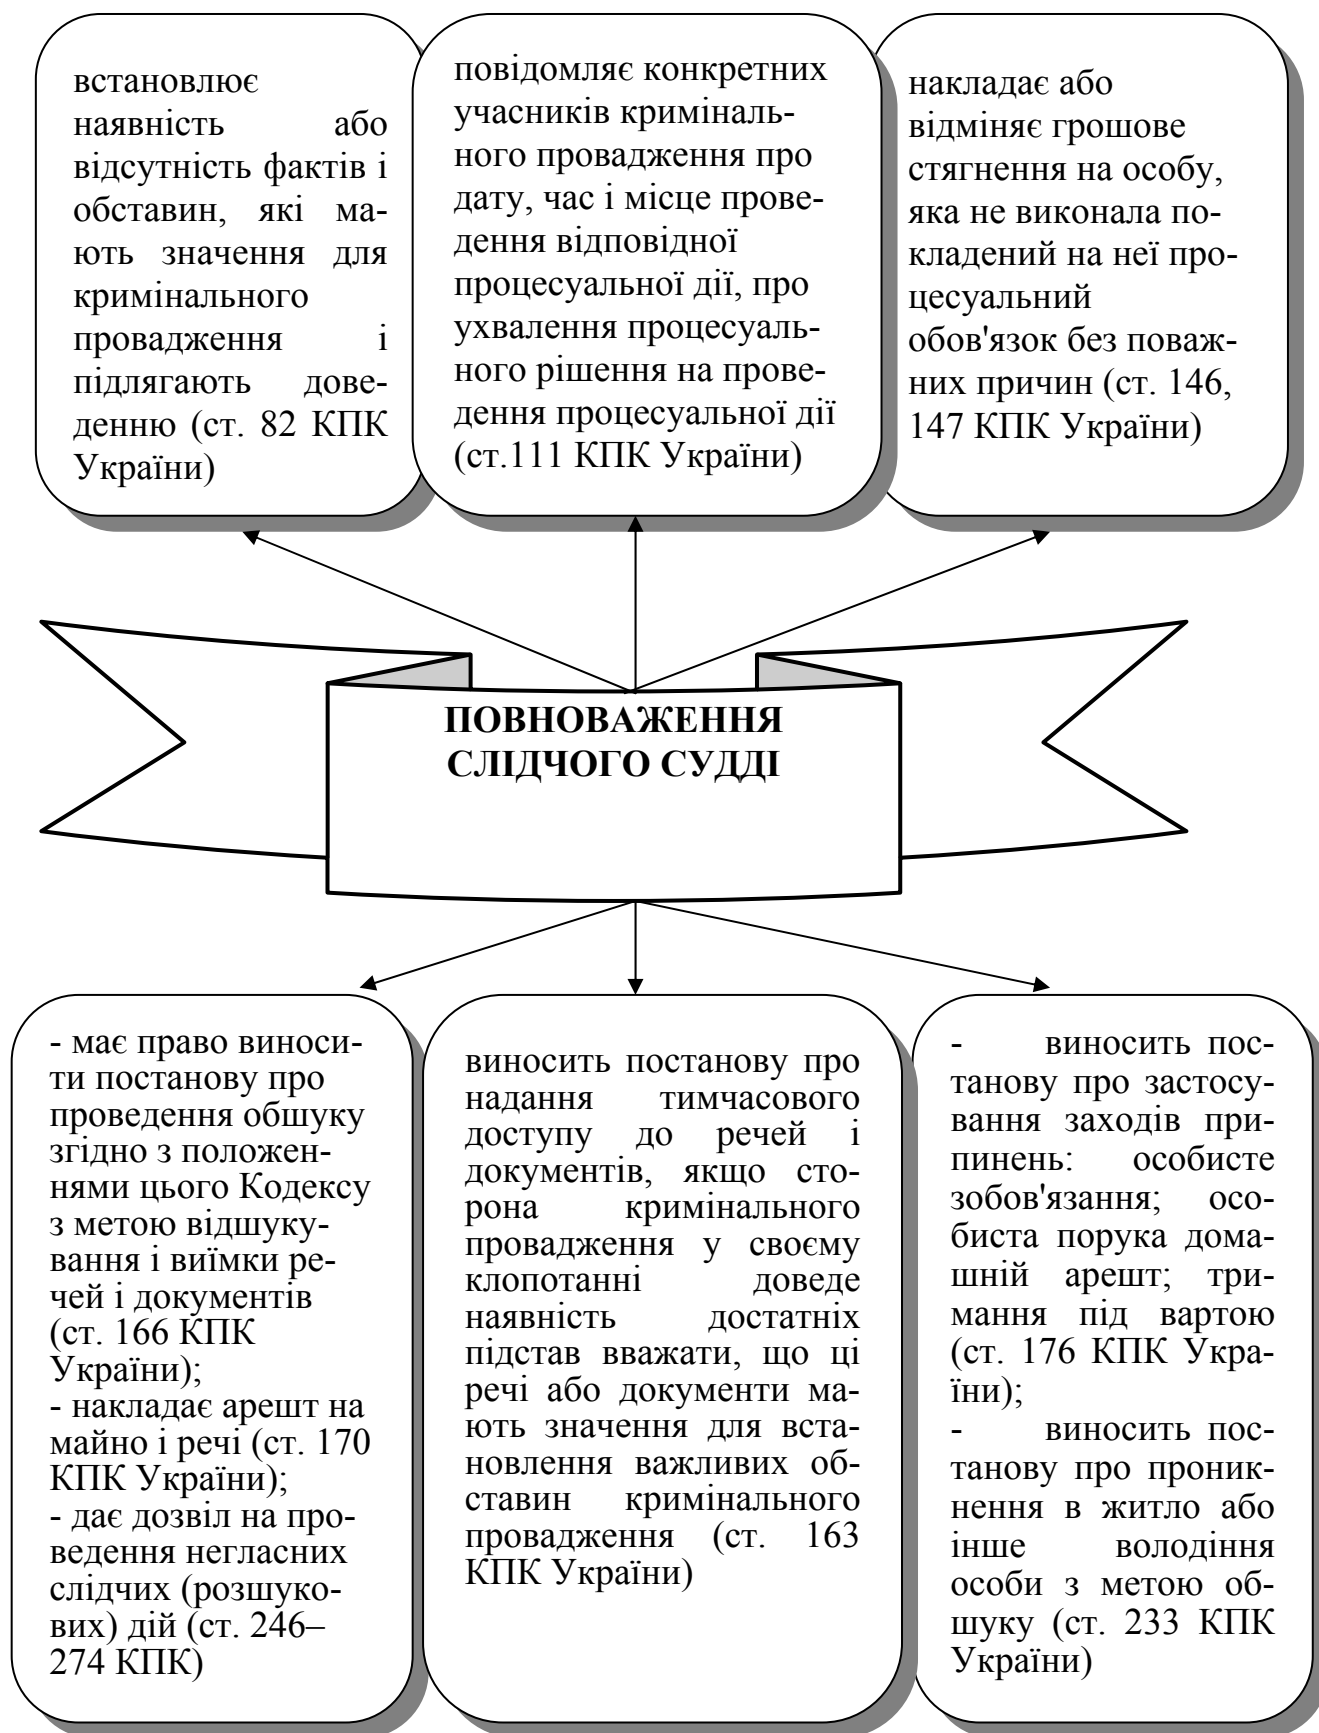 встановлює
наявність або
відсутність фактів і
обставин, які ма-
ють значення для
кримінального
провадження і
підлягають дове-
денню (ст. 82 КПК
України)
повідомляє конкретних
учасників криміналь-
ного провадження про
дату, час і місце прове-
дення відповідної
процесуальної дії, про
ухвалення процесуаль-
ного рішення на прове-
дення процесуальної дії
(ст.111 КПК України)
накладає або
відміняє грошове
стягнення на особу,
яка не виконала по-
кладений на неї про-
цесуальний
обов'язок без поваж-
них причин (ст. 146,
147 КПК України)
ПОВНОВАЖЕННЯ
СЛІДЧОГО СУДДІ
- має право виноси-
ти постанову про
проведення обшуку
згідно з положен-
нями цього Кодексу
з метою відшуку-
вання і виїмки ре-
чей і документів
(ст. 166 КПК
України);
- накладає арешт на
майно і речі (ст. 170
КПК України);
- дає дозвіл на про-
ведення негласних
слідчих (розшуко-
вих) дій (ст. 246–
274 КПК)
виносить постанову про
надання тимчасового
доступу до речей і
документів, якщо сто-
рона кримінального
провадження у своєму
клопотанні доведе
наявність достатніх
підстав вважати, що ці
речі або документи ма-
ють значення для вста-
новлення важливих об-
ставин кримінального
провадження (ст. 163
КПК України)
- виносить пос-
танову про застосу-
вання заходів при-
пинень: особисте
зобов'язання; осо-
биста порука дома-
шній арешт; три-
мання під вартою
(ст. 176 КПК Укра-
їни);
- виносить пос-
танову про проник-
нення в житло або
інше володіння
особи з метою об-
шуку (ст. 233 КПК
України)